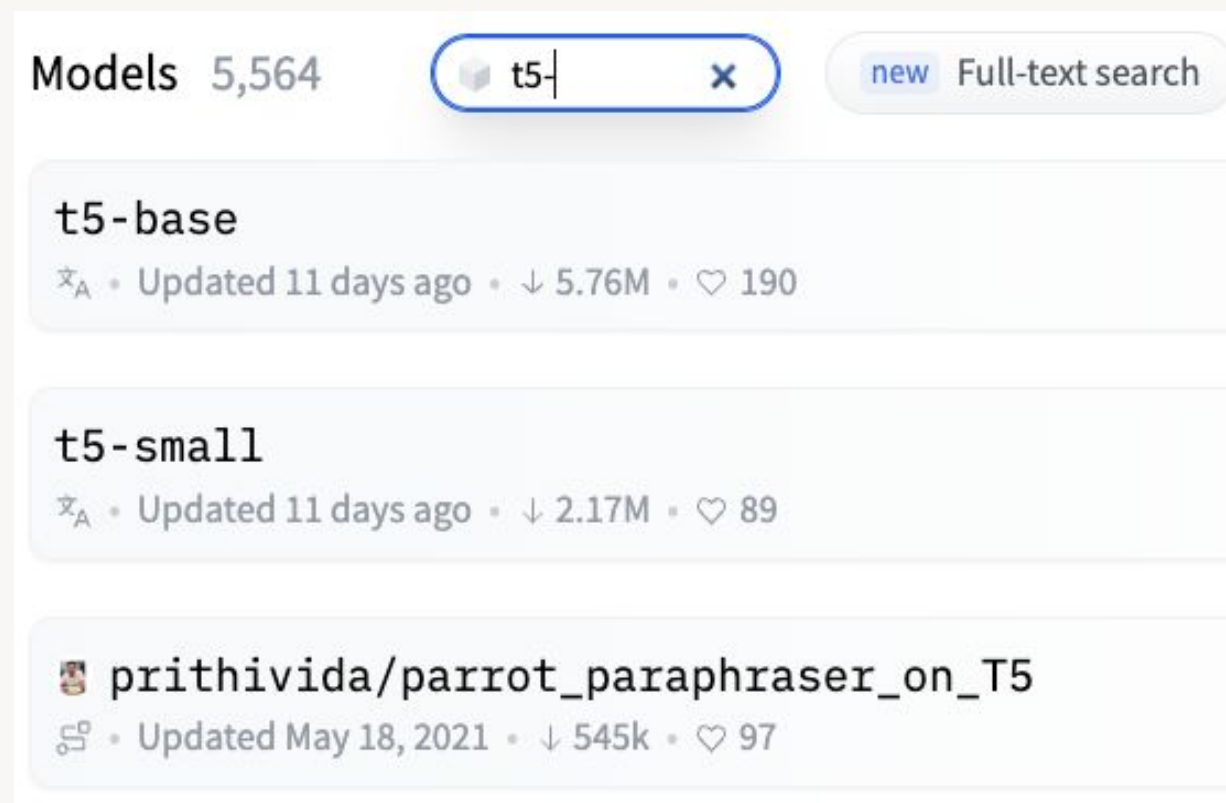 Models 5,564 t5- new Full-text search
t5-base
Updated 11 days ago • ↓ 5.76M • ♡ 190
t5-small
Updated 11 days ago • ↓ 2.17M • ♡ 89
prithivida/parrot_paraphraser_on_T5
Updated May 18, 2021 • ↓ 545k • ♡ 97